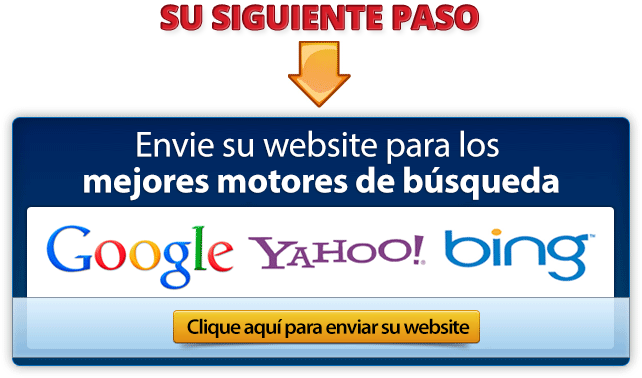 SU SIGUIENTE PASO
Envie su website para los
mejores motores de búsqueda
Google YAHOO! bing™
Clique aquí para enviar su website